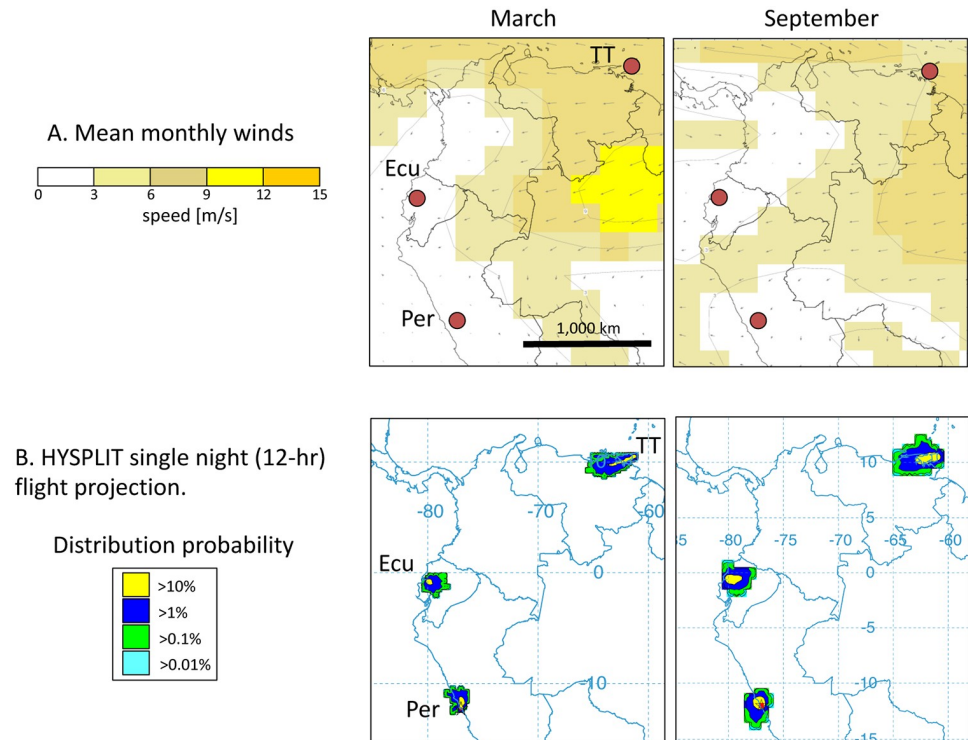 March
September
A. Mean monthly winds
0 3 6 9 12 15
speed [m/s]
TT
Ecu
Per
1,000 km
B. HYSPLIT single night (12-hr)
flight projection.
Distribution probability
>10%
>1%
>0.1%
>0.01%
TT
-80 -70 -60
Ecu
0
-10
Per
10
5
85 -80 -75 -70 -65 -60
0
-5
-10
-15